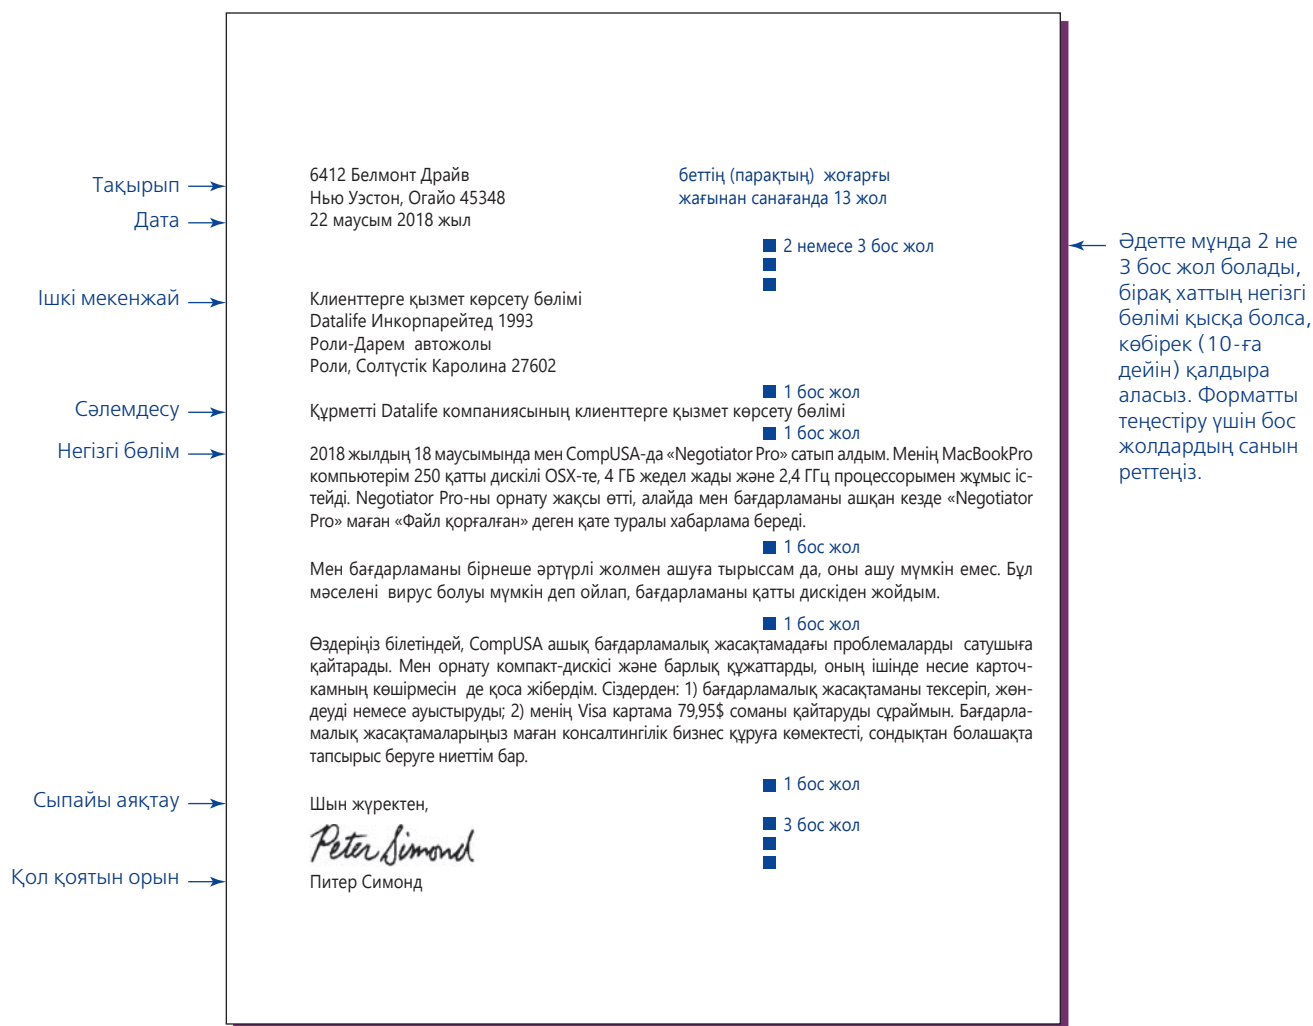 Тақырып
6412 Белмонт Драйв
Нью Уэстон, Огайо 45348
беттің (парақтың) жоғарғы
жағынан санағанда 13 жол
Дата
22 маусым 2018 жыл
2 немесе 3 бос жол
Әдетте мұнда 2 не
3 бос жол болады,
бірақ хаттың негізгі
бөлімі қысқа болса,
көбірек (10-ға
дейін) қалдыра
аласыз. Форматты
теңестіру үшін бос
жолдардың санын
реттеңіз.
Ішкі мекенжай
Клиенттерге қызмет көрсету бөлімі
Datalife Инкорпарейтед 1993
Роли-Дарем автожолы
Роли, Солтүстік Каролина 27602
1 бос жол
Сәлемдесу
Құрметті Datalife компаниясының клиенттерге қызмет көрсету бөлімі
1 бос жол
Негізгі бөлім
2018 жылдың 18 маусымында мен CompUSA-да «Negotiator Pro» сатып алдым. Менің MacBookPro
компьютерім 250 қатты дискілі OSX-те, 4 ГБ жедел жады және 2,4 ГГц процессорымен жұмыс іс-
тейді. Negotiator Pro-ны орнату жақсы өтті, алайда мен бағдарламаны ашқан кезде «Negotiator
Pro» маған «Файл қорғалған» деген қате туралы хабарлама береді.
1 бос жол
Мен бағдарламаны бірнеше әртүрлі жолмен ашуға тырыссам да, оны ашу мүмкін емес. Бұл
мәселені вирус болуы мүмкін деп ойлап, бағдарламаны қатты дискіден жойдым.
1 бос жол
Өздеріңіз білетіндей, CompUSA ашық бағдарламалық жасақтамадағы проблемаларды сатушыға
қайтарады. Мен орнату компакт-дискісі және барлық құжаттарды, оның ішінде несие карточ-
камның көшірмесін де қоса жібердім. Сіздерден: 1) бағдарламалық жасақтаманы тексеріп, жөн-
деуді немесе ауыстыруды; 2) менің Visa картама 79,95$ соманы қайтаруды сұраймын. Бағдарла-
малық жасақтамаларыңыз маған консалтингілік бизнес құруға көмектесті, сондықтан болашақта
тапсырыс беруге ниеттім бар.
1 бос жол
Сыпайы аяқтау
Шын жүректен,
3 бос жол
Peter Simond
Қол қоятын орын
Питер Симонд